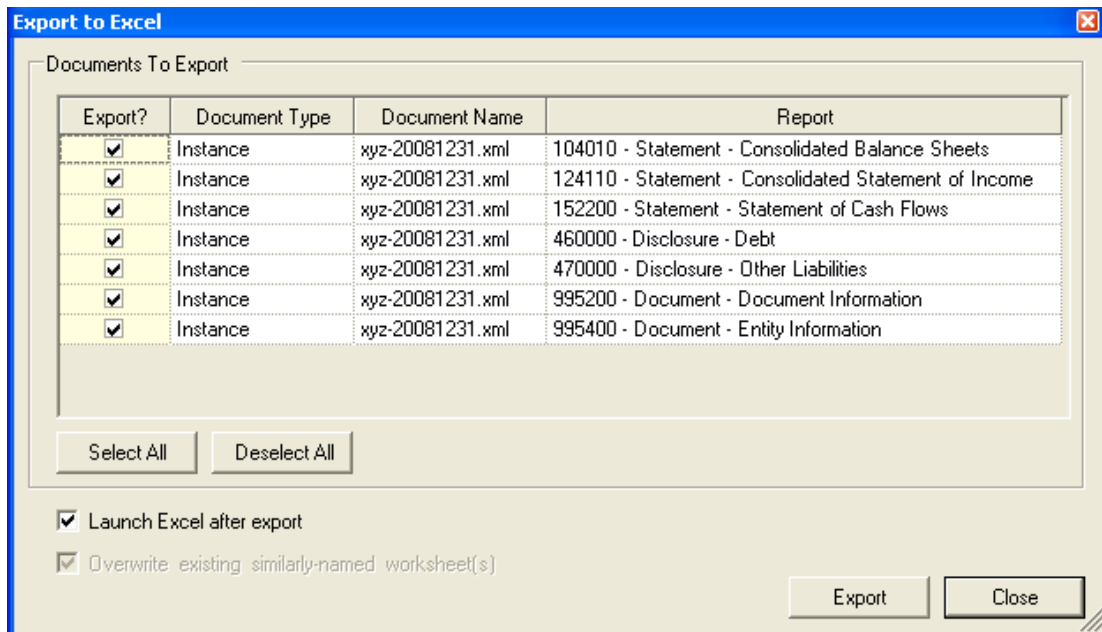 Export to Excel
Documents To Export
Export? Document Type Document Name Report
Instance xyz-20081231.xml 104010 - Statement - Consolidated Balance Sheets
Instance xyz-20081231.xml 124110 - Statement - Consolidated Statement of Income
Instance xyz-20081231.xml 152200 - Statement - Statement of Cash Flows
Instance xyz-20081231.xml 460000 - Disclosure - Debt
Instance xyz-20081231.xml 470000 - Disclosure - Other Liabilities
Instance xyz-20081231.xml 995200 - Document - Document Information
Instance xyz-20081231.xml 995400 - Document - Entity Information
Select All Deselect All
Launch Excel after export
Overwrite existing similarly-named worksheet(s)
Export Close